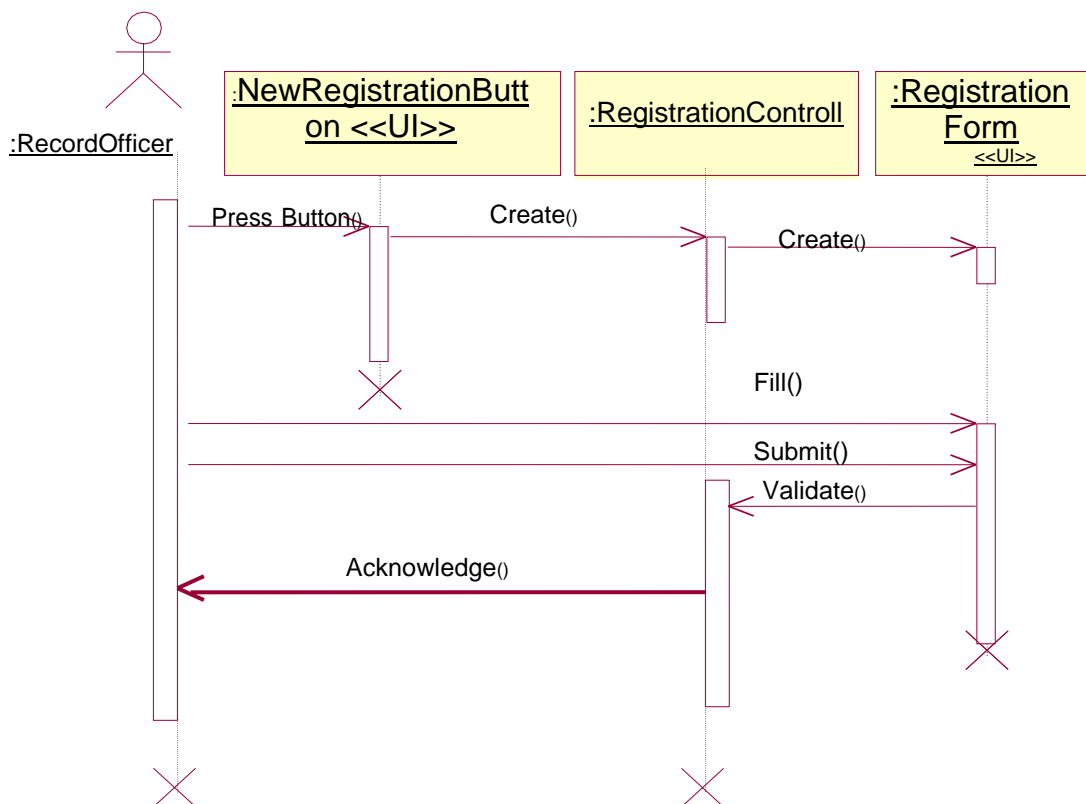 :NewRegistrationButt
on <<UI>>
:RegistrationControll
:Registration
Form
<<UI>>
:RecordOfficer
Press Button()
Create()
Create()
Fill()
Submit()
Validate()
Acknowledge()